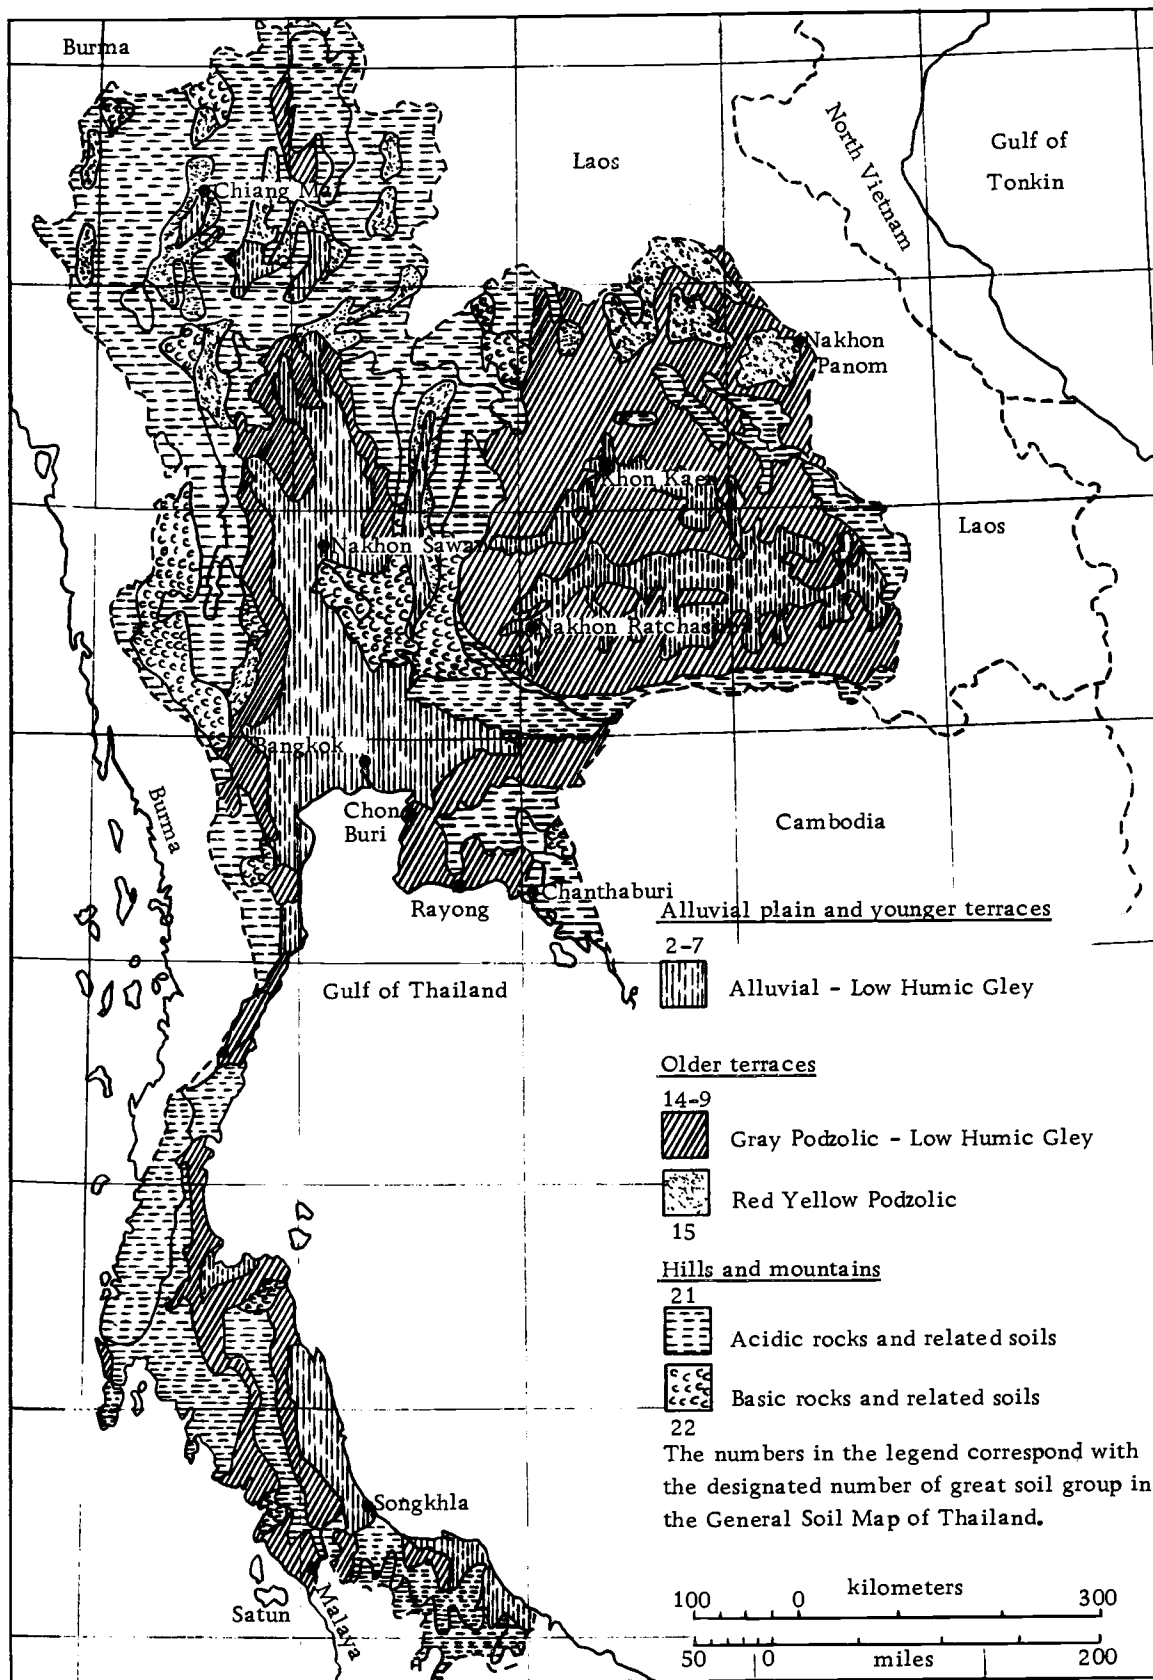 Burma
Laos
North Vietnam
Gulf of
Tonkin
Chiang Mai
Nakhon
Panom
Khon Kaen
Laos
Nakhon Sawan
Nakhon Ratchasima
Bangkok
Burma
Chon
Buri
Cambodia
Rayong
Chanthaburi
Gulf of Thailand
Songkhla
Satun
Malaya
Alluvial plain and younger terraces
2-7
Alluvial - Low Humic Gley
Older terraces
14-9
Gray Podzolic - Low Humic Gley
Red Yellow Podzolic
15
Hills and mountains
21
Acidic rocks and related soils
Basic rocks and related soils
22
The numbers in the legend correspond with
the designated number of great soil group in
the General Soil Map of Thailand.
kilometers
100 0 300
50 0 miles 200